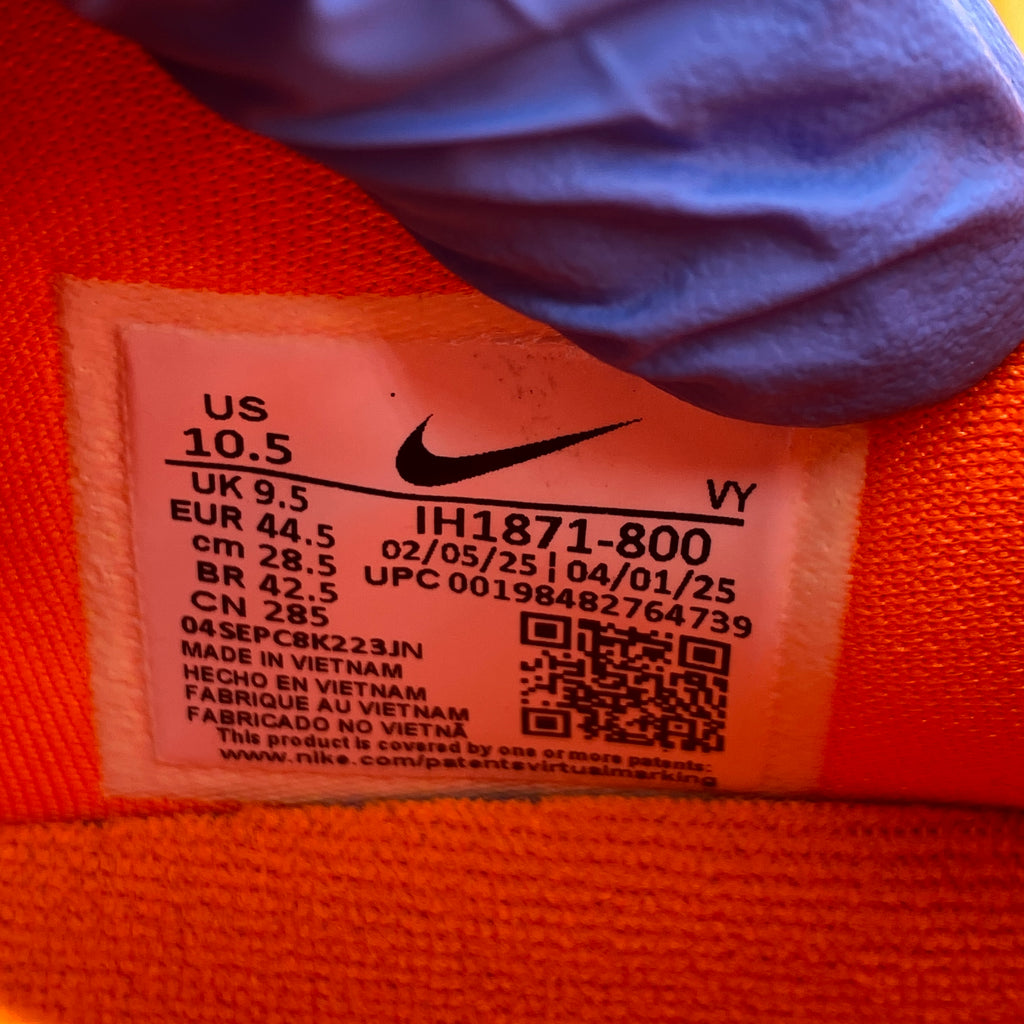 US
10.5
VY
UK 9.5
IH1871-800
EUR 44.5
02/05/25 | 04/01/25
cm 28.5
UPC 00198482764739
BR 42.5
CN 285
04SEPC8K223JN
MADE IN VIETNAM
HECHO EN VIETNAM
FABRIQUE AU VIETNAM
FABRICADO NO VIETNÃ
This product is covered by one or more patents:
www.nike.com/patentsvirtualmarking